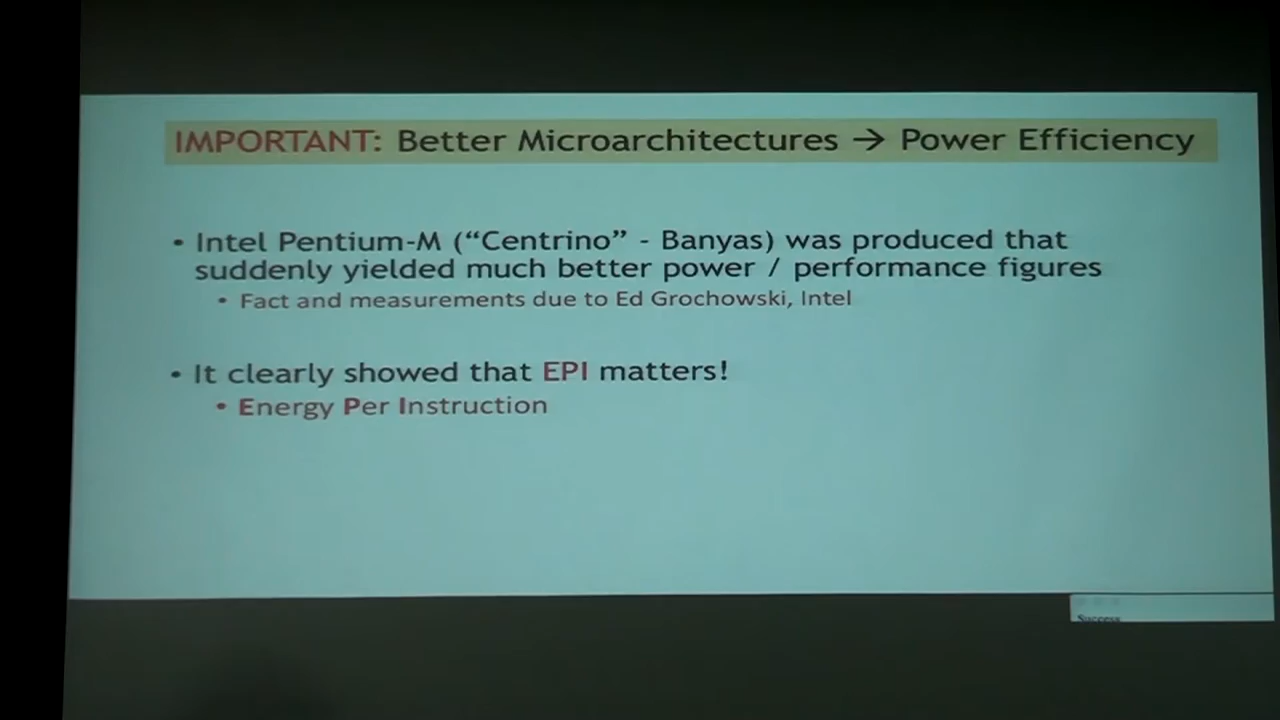 IMPORTANT: Better Microarchitectures → Power Efficiency
• Intel Pentium-M (“Centrino” - Banyas) was produced that
suddenly yielded much better power / performance figures
• Fact and measurements due to Ed Grochowski, Intel
• It clearly showed that EPI matters!
• Energy Per Instruction
Success